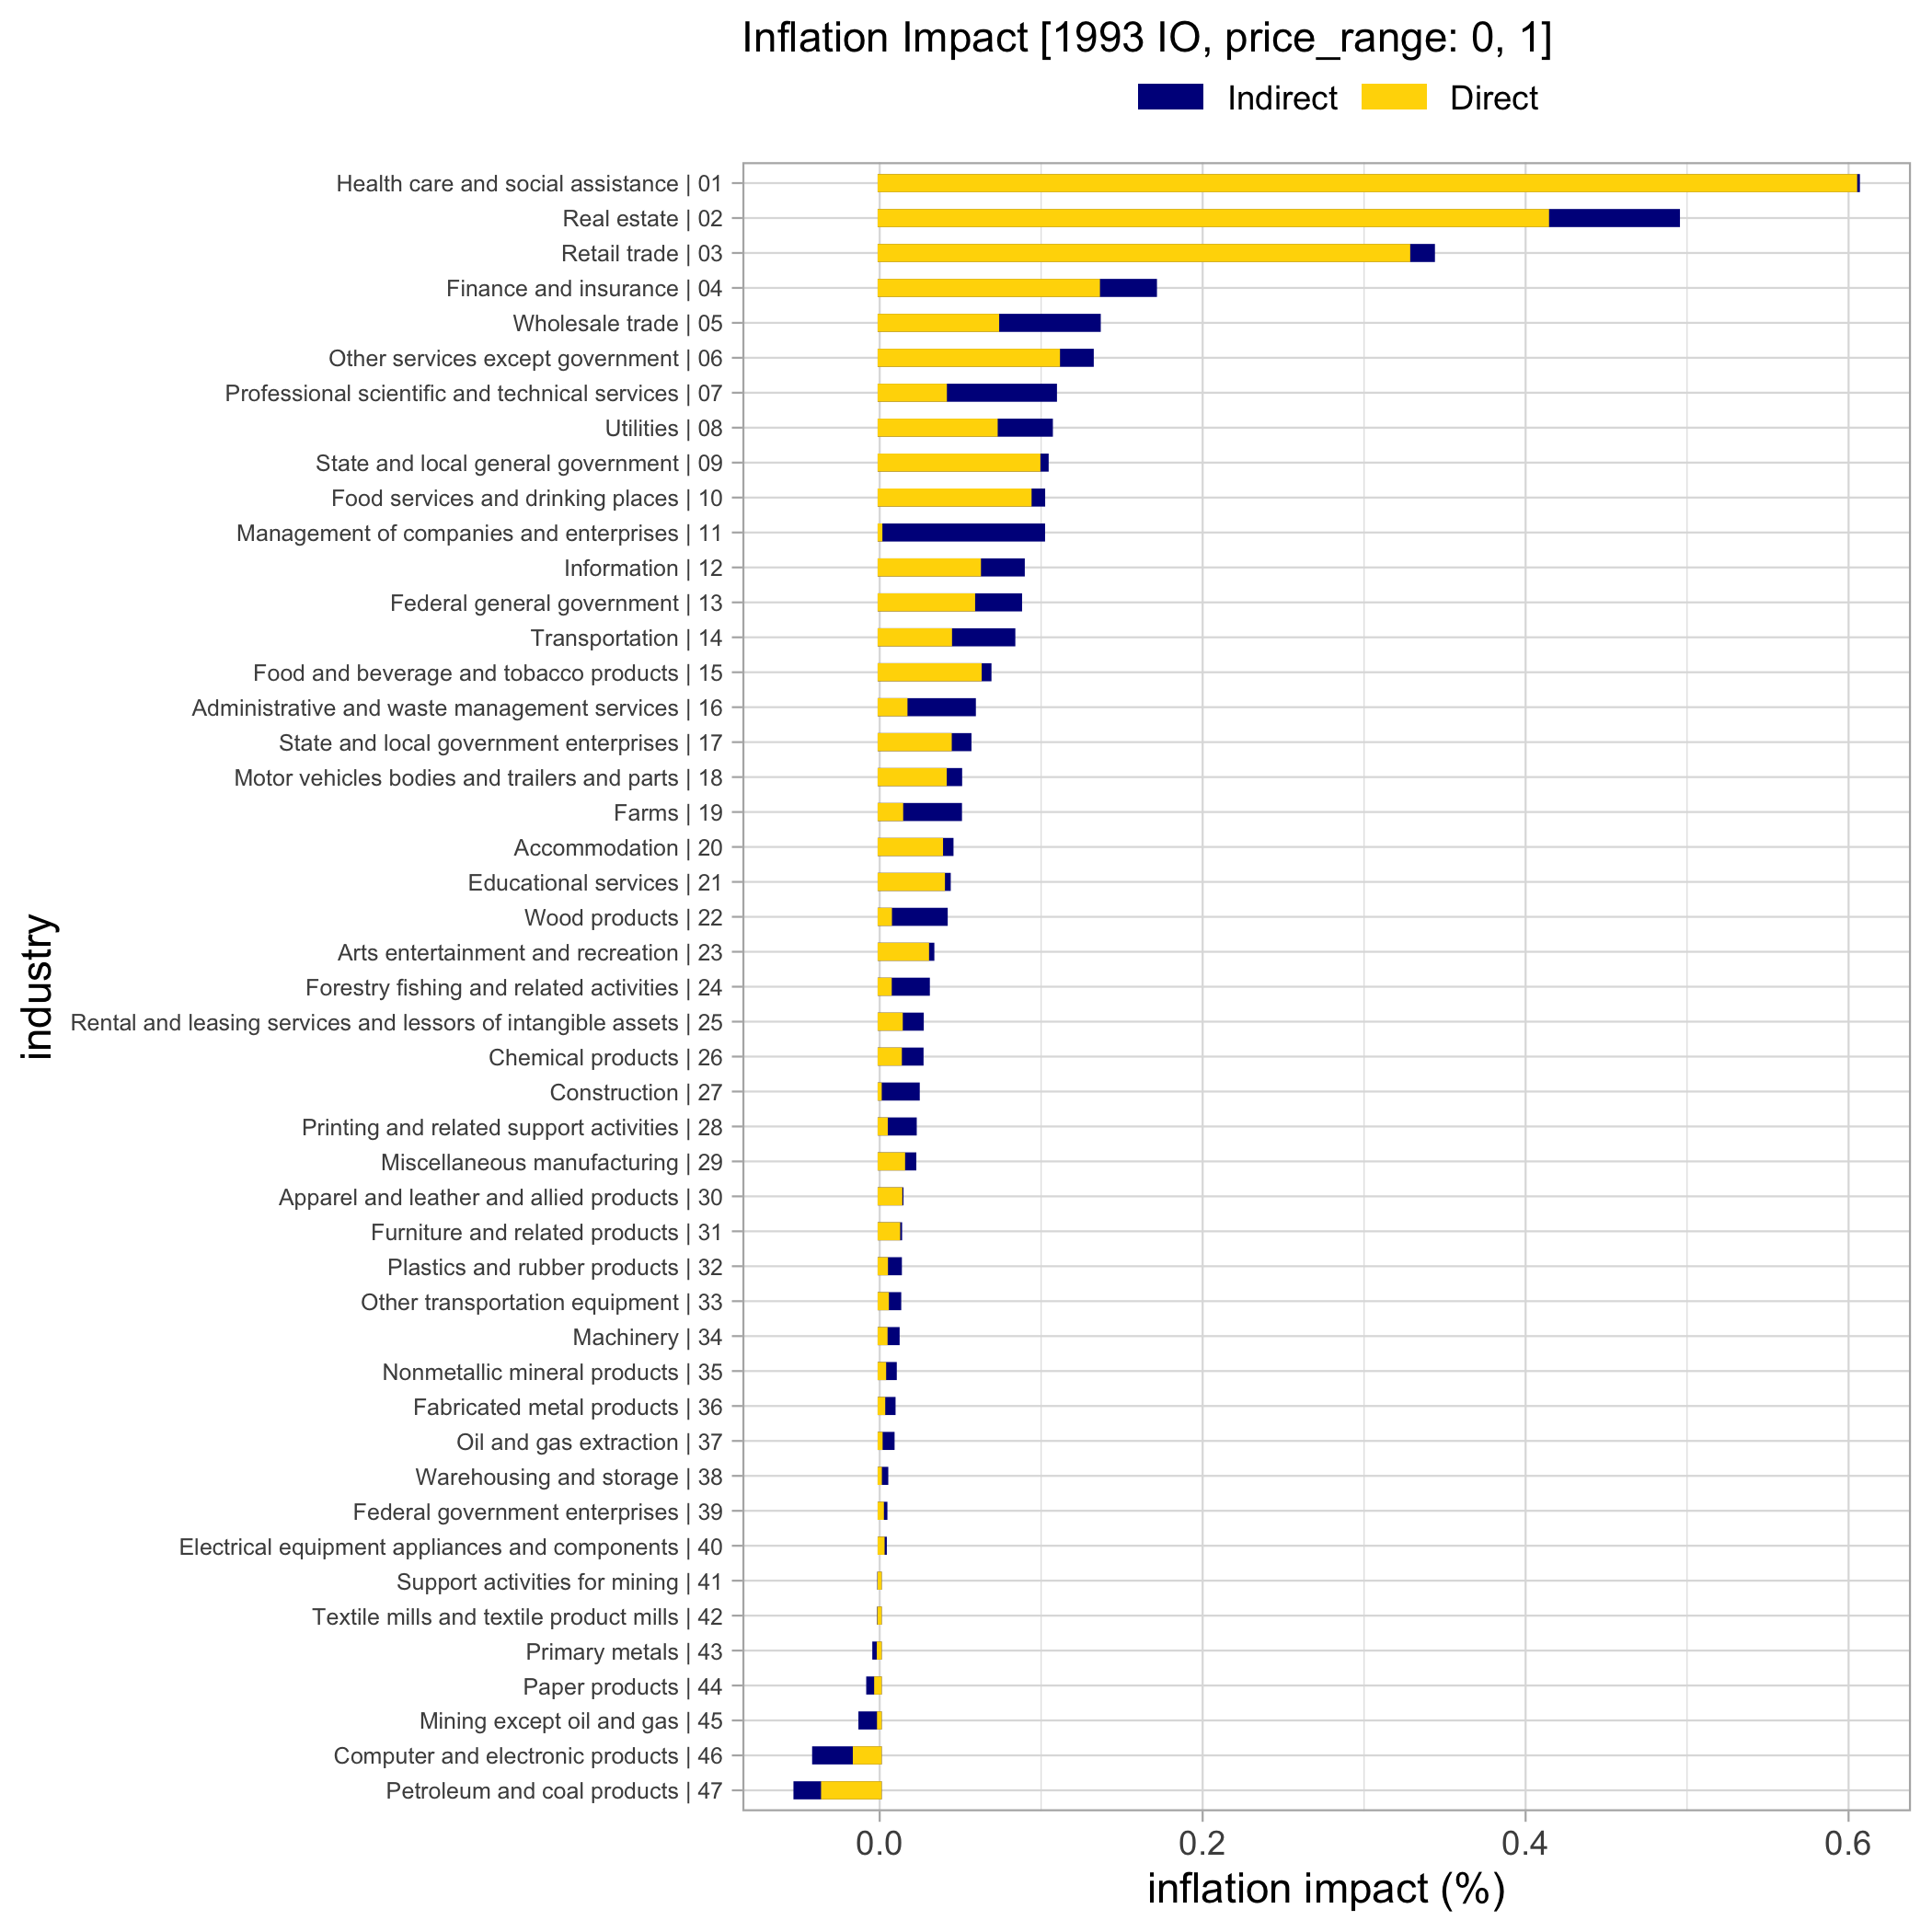 Inflation Impact [1993 IO, price_range: 0, 1]
Indirect Direct
Health care and social assistance | 01
Real estate | 02
Retail trade | 03
Finance and insurance | 04
Wholesale trade | 05
Other services except government | 06
Professional scientific and technical services | 07
Utilities | 08
State and local general government | 09
Food services and drinking places | 10
Management of companies and enterprises | 11
Information | 12
Federal general government | 13
Transportation | 14
Food and beverage and tobacco products | 15
Administrative and waste management services | 16
State and local government enterprises | 17
Motor vehicles bodies and trailers and parts | 18
Farms | 19
Accommodation | 20
Educational services | 21
Wood products | 22
Arts entertainment and recreation | 23
Forestry fishing and related activities | 24
Rental and leasing services and lessors of intangible assets | 25
Chemical products | 26
Construction | 27
Printing and related support activities | 28
Miscellaneous manufacturing | 29
Apparel and leather and allied products | 30
Furniture and related products | 31
Plastics and rubber products | 32
Other transportation equipment | 33
Machinery | 34
Nonmetallic mineral products | 35
Fabricated metal products | 36
Oil and gas extraction | 37
Warehousing and storage | 38
Federal government enterprises | 39
Electrical equipment appliances and components | 40
Support activities for mining | 41
Textile mills and textile product mills | 42
Primary metals | 43
Paper products | 44
Mining except oil and gas | 45
Computer and electronic products | 46
Petroleum and coal products | 47
industry
0.0 0.2 0.4 0.6
inflation impact (%)